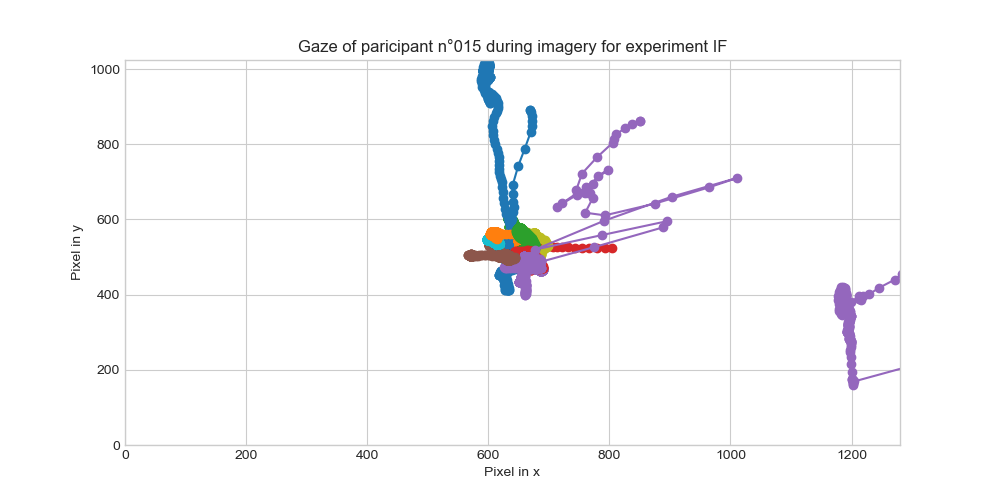 Gaze of paricipant n°015 during imagery for experiment IF
Pixel in y
1000
800
600
400
200
0
0 200 400 600 800 1000 1200
Pixel in x